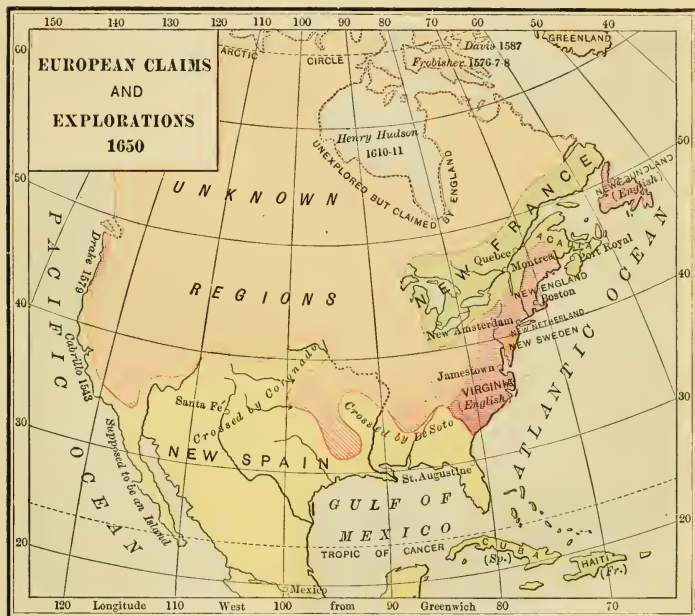 150 140 130 120 110 100 90 80 70 60 50 40
EUROPEAN CLAIMS
AND
EXPLORATIONS
1650
ARCTIC CIRCLE
Davis 1587
Frobisher 1576-7-8
GREENLAND
60
60
Henry Hudson
1610-11
UNEXPLORED BUT CLAIMED BY ENGLAND
UNKNOWN
REGIONS
NEWFOUNDLAND
(English)
50
50
NEW FRANCE
ACADIA
Quebec
Montreal
Port Royal
PACIFIC OCEAN
Drake 1579
NEW ENGLAND
Boston
New Amsterdam
NEW NETHERLAND
NEW SWEDEN
40
40
Cabrillo 1543
Jamestown
VIRGINIA
(English)
ATLANTIC OCEAN
Santa Fe
Crossed by Coronado
Crossed by De Soto
30
30
Supposed to be an Island
NEW SPAIN
St. Augustine
GULF OF
MEXICO
TROPIC OF CANCER
CUBA
(Sp.)
HAITI
(Fr.)
20
20
Mexico
120 Longitude 110 West 100 from 90 Greenwich 80 70